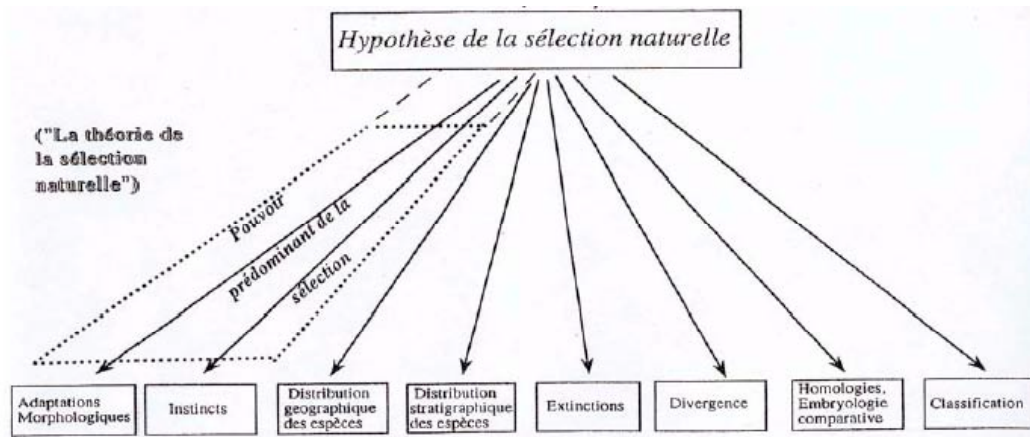 Hypothèse de la sélection naturelle
("La théorie de
la sélection
naturelle")
Pouvoir
prédominant de la
sélection
Adaptations
Morphologiques
Instincts
Distribution
geographique
des espèces
Distribution
stratigraphique
des espèces
Extinctions
Divergence
Homologies,
Embryologie
comparative
Classification